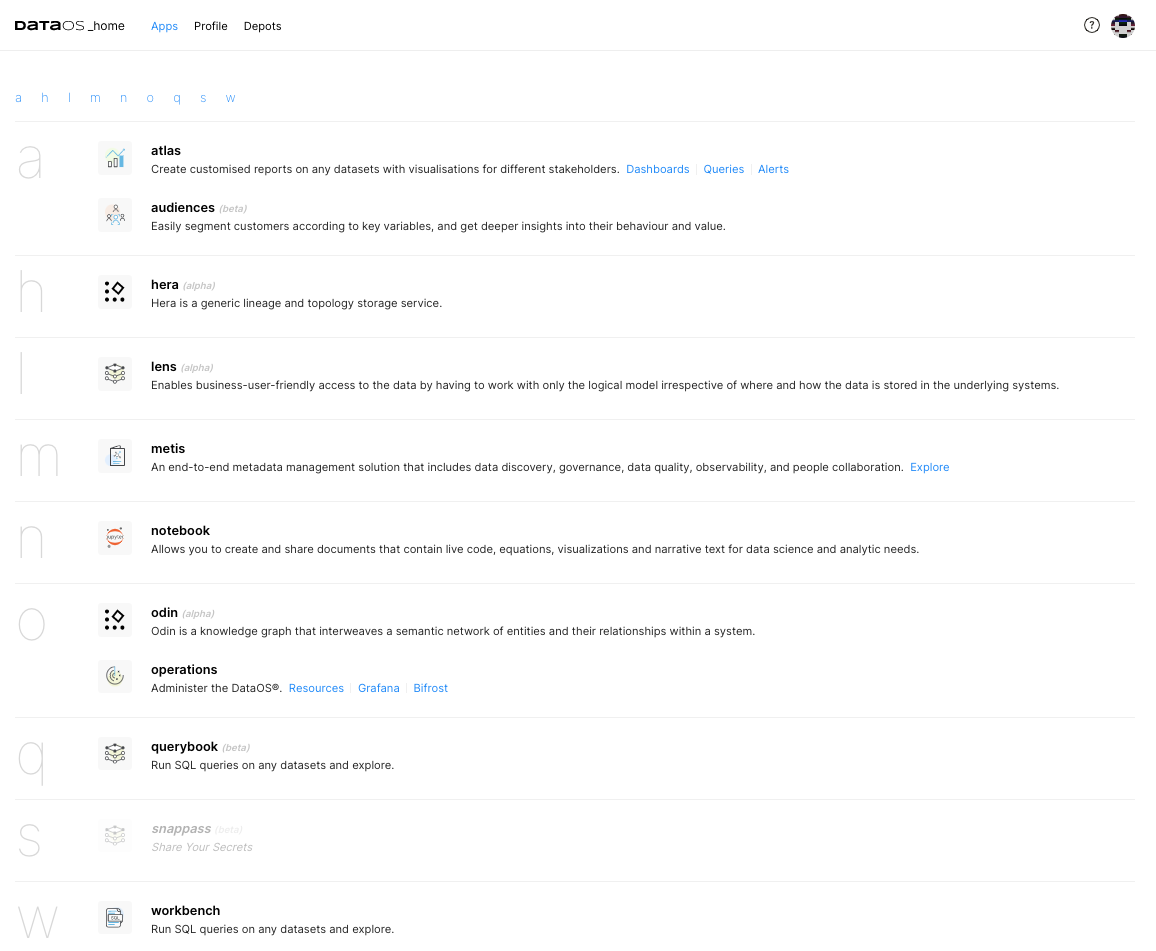 DATAOS _home Apps Profile Depots ?
a h l m n o q s w
a
atlas
Create customised reports on any datasets with visualisations for different stakeholders. Dashboards Queries Alerts
audiences (beta)
Easily segment customers according to key variables, and get deeper insights into their behaviour and value.
h
hera (alpha)
Hera is a generic lineage and topology storage service.
l
lens (alpha)
Enables business-user-friendly access to the data by having to work with only the logical model irrespective of where and how the data is stored in the underlying systems.
m
metis
An end-to-end metadata management solution that includes data discovery, governance, data quality, observability, and people collaboration. Explore
n
jupyter
notebook
Allows you to create and share documents that contain live code, equations, visualizations and narrative text for data science and analytic needs.
o
odin (alpha)
Odin is a knowledge graph that interweaves a semantic network of entities and their relationships within a system.
operations
Administer the DataOS®. Resources Grafana Bifrost
q
querybook (beta)
Run SQL queries on any datasets and explore.
s
snappass (beta)
Share Your Secrets
w
SQL
workbench
Run SQL queries on any datasets and explore.